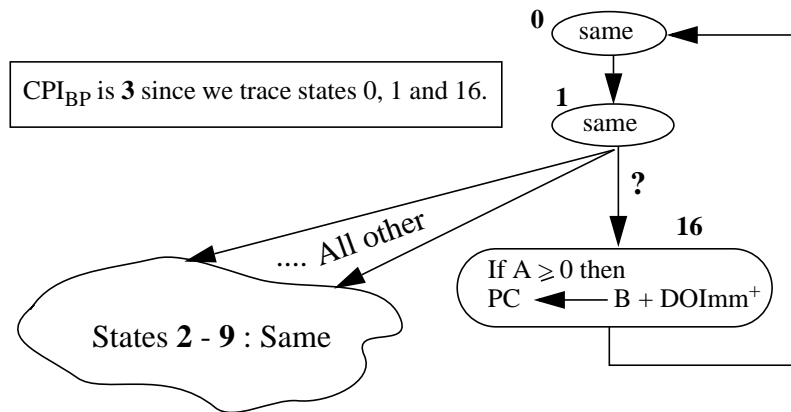 0
same
CPIBP is 3 since we trace states 0, 1 and 16.
1
same
?
16
.... All other
If A ⩾ 0 then
PC B + DOImm+
States 2 - 9 : Same